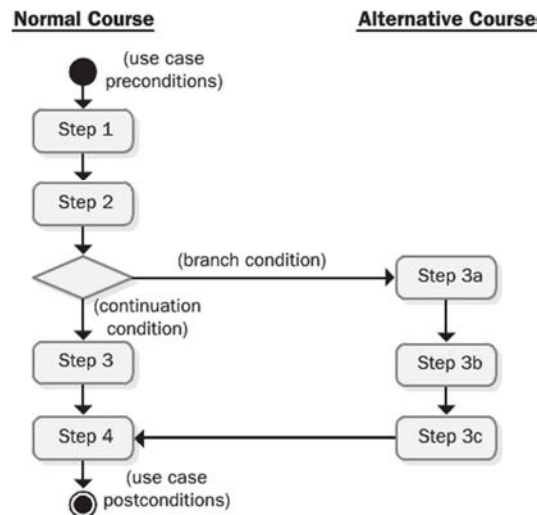 Normal Course
Alternative Course
(use case
preconditions)
Step 1
Step 2
(branch condition)
Step 3a
(continuation
condition)
Step 3
Step 3b
Step 4
Step 3c
(use case
postconditions)